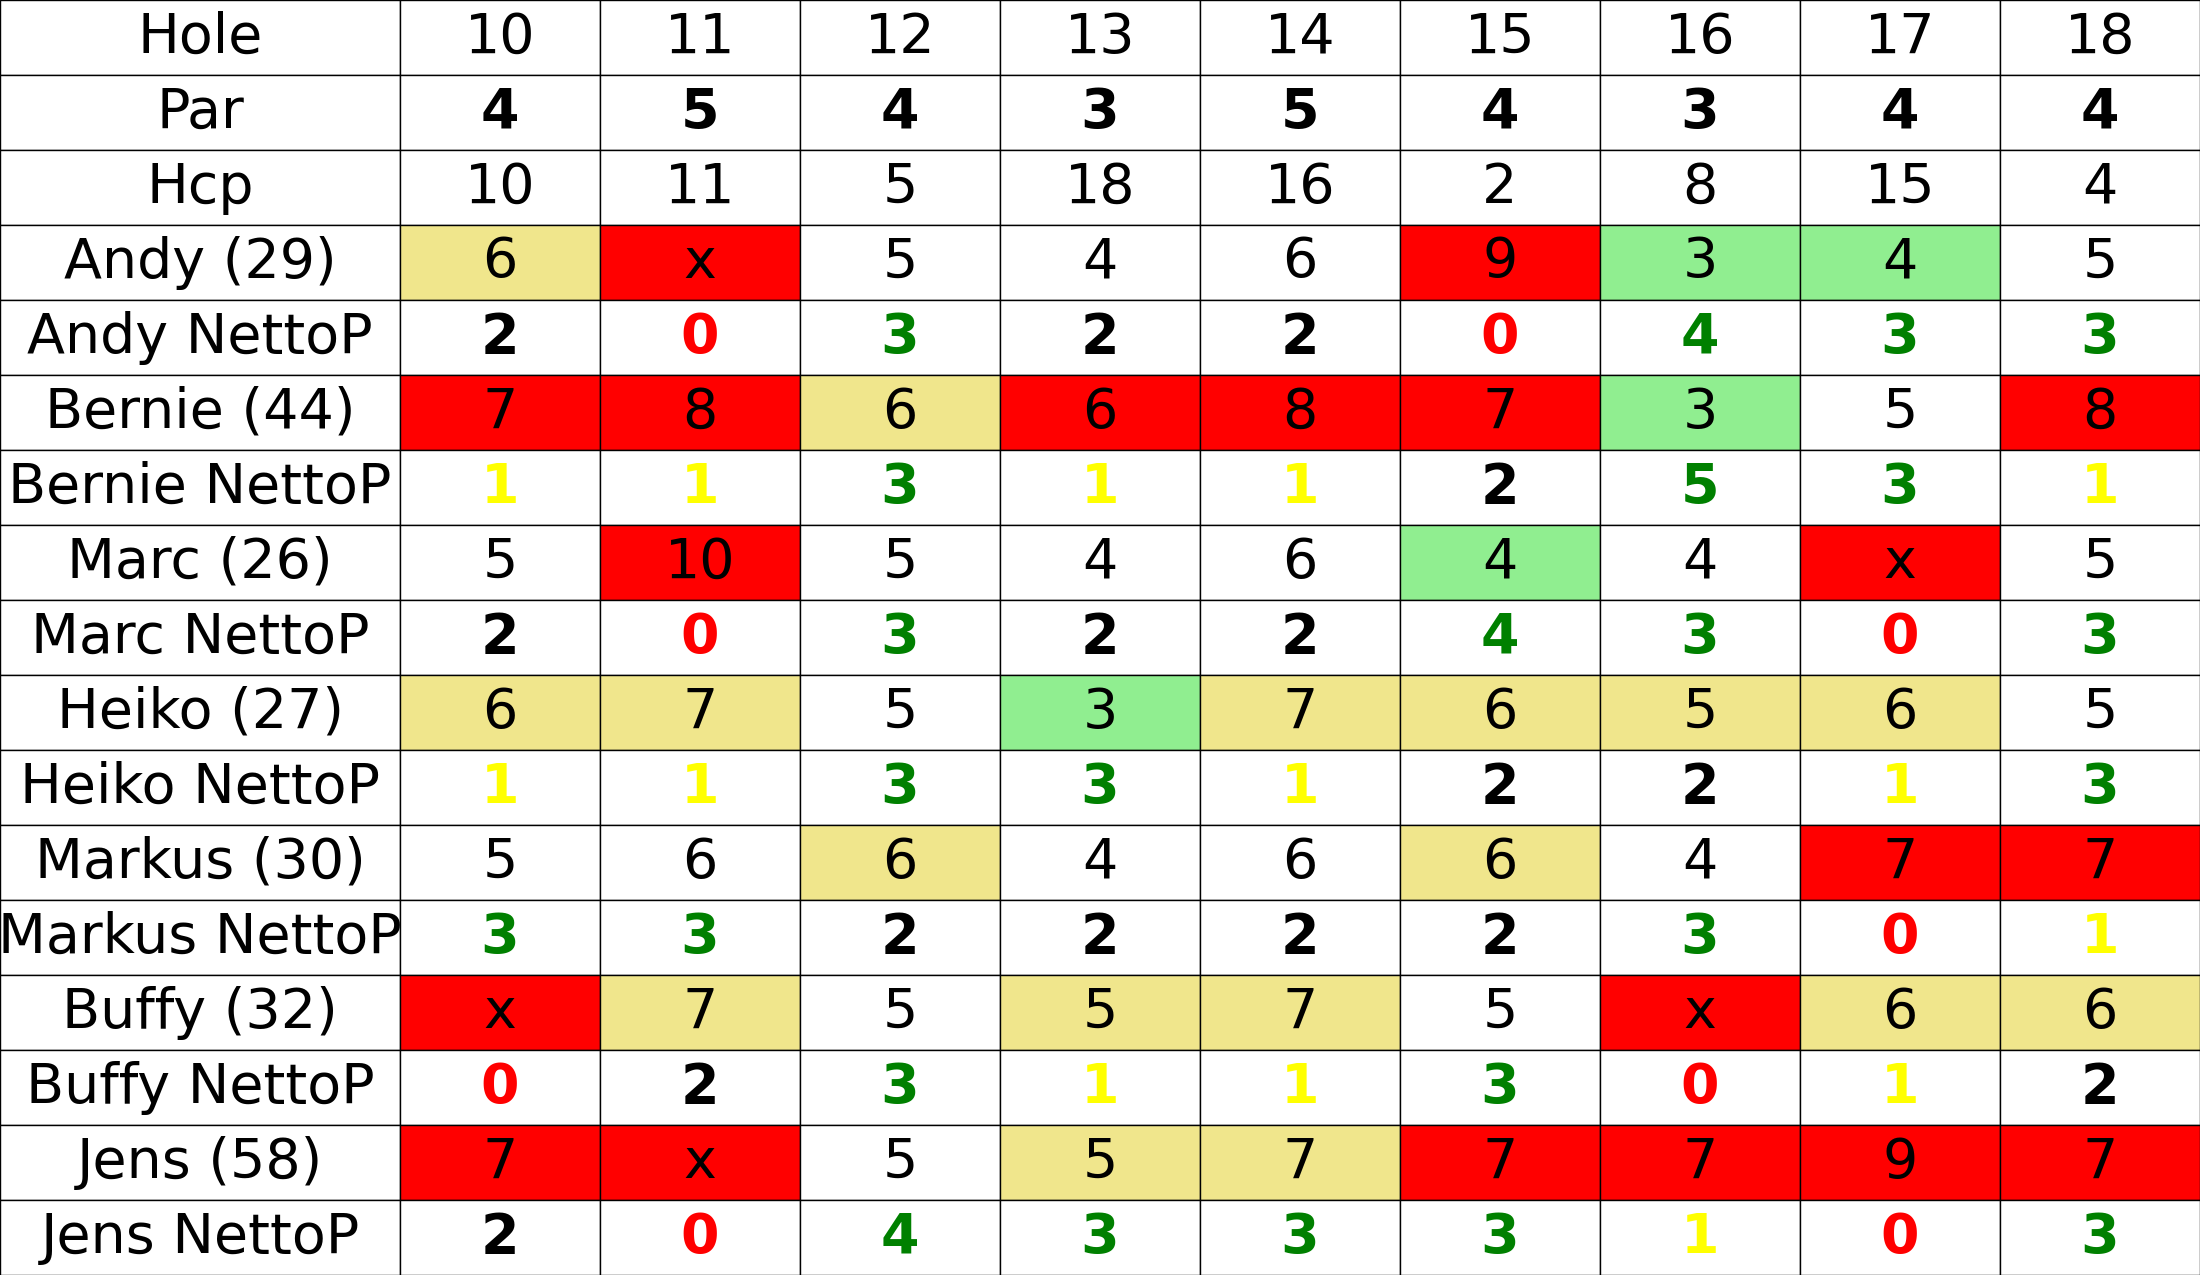 Hole 10 11 12 13 14 15 16 17 18
Par 4 5 4 3 5 4 3 4 4
Hcp 10 11 5 18 16 2 8 15 4
Andy (29) 6 x 5 4 6 9 3 4 5
Andy NettoP 2 0 3 2 2 0 4 3 3
Bernie (44) 7 8 6 6 8 7 3 5 8
Bernie NettoP 1 1 3 1 1 2 5 3 1
Marc (26) 5 10 5 4 6 4 4 x 5
Marc NettoP 2 0 3 2 2 4 3 0 3
Heiko (27) 6 7 5 3 7 6 5 6 5
Heiko NettoP 1 1 3 3 1 2 2 1 3
Markus (30) 5 6 6 4 6 6 4 7 7
Markus NettoP 3 3 2 2 2 2 3 0 1
Buffy (32) x 7 5 5 7 5 x 6 6
Buffy NettoP 0 2 3 1 1 3 0 1 2
Jens (58) 7 x 5 5 7 7 7 9 7
Jens NettoP 2 0 4 3 3 3 1 0 3